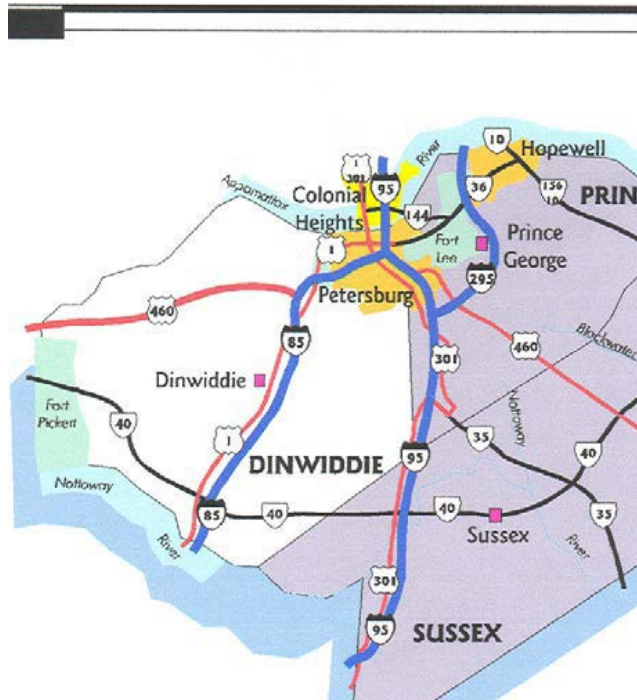 10
Hopewell
1
301
River
95
36
156
10
PRIN
Appamattox
Colonial
Heights
144
1
Fort
Lee
Prince
George
295
Petersburg
460
85
301
460
Blackwater
Dinwiddie
Fort
Pickett
40
1
35
Nottoway
40
DINWIDDIE
95
Nottoway
85
40
40
Sussex
35
River
River
301
95
SUSSEX